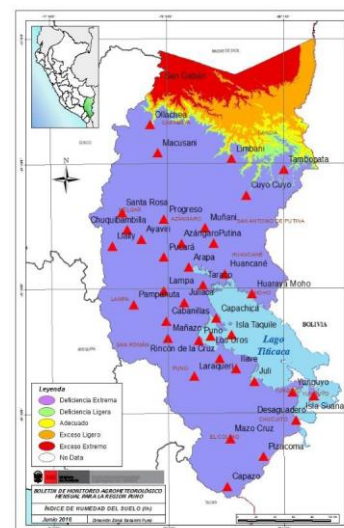 San Gabán
Ollachea
Macusani
Limbani
Tambopata
Cuyo Cuyo
Santa Rosa
Progreso
Chuquibambilla
Muñani
Ayaviri
Azángaro
Putina
Llally
Pucará
Arapa
Huancané
Taraco
Lampa
Juliaca
Huaraya Moho
Pampahuta
Cabanillas
Capachica
BOLIVIA
Mañazo
Puno
Isla Taquile
Lago
Titicaca
Los Uros
Rincón de la Cruz
Ilave
Laraqueri
Juli
Yunguyo
Isla Suana
Desaguadero
Mazo Cruz
Pizacoma
Capazo
Leyenda
Deficiencia Extrema
Deficiencia Ligera
Adecuado
Exceso Ligero
Exceso Extremo
No Data
BOLETIN DE MONITOREO AGROMETEOROLÓGICO
MENSUAL PARA LA REGION PUNO
ÍNDICE DE HUMEDAD DEL SUELO (%)
Junio 2016